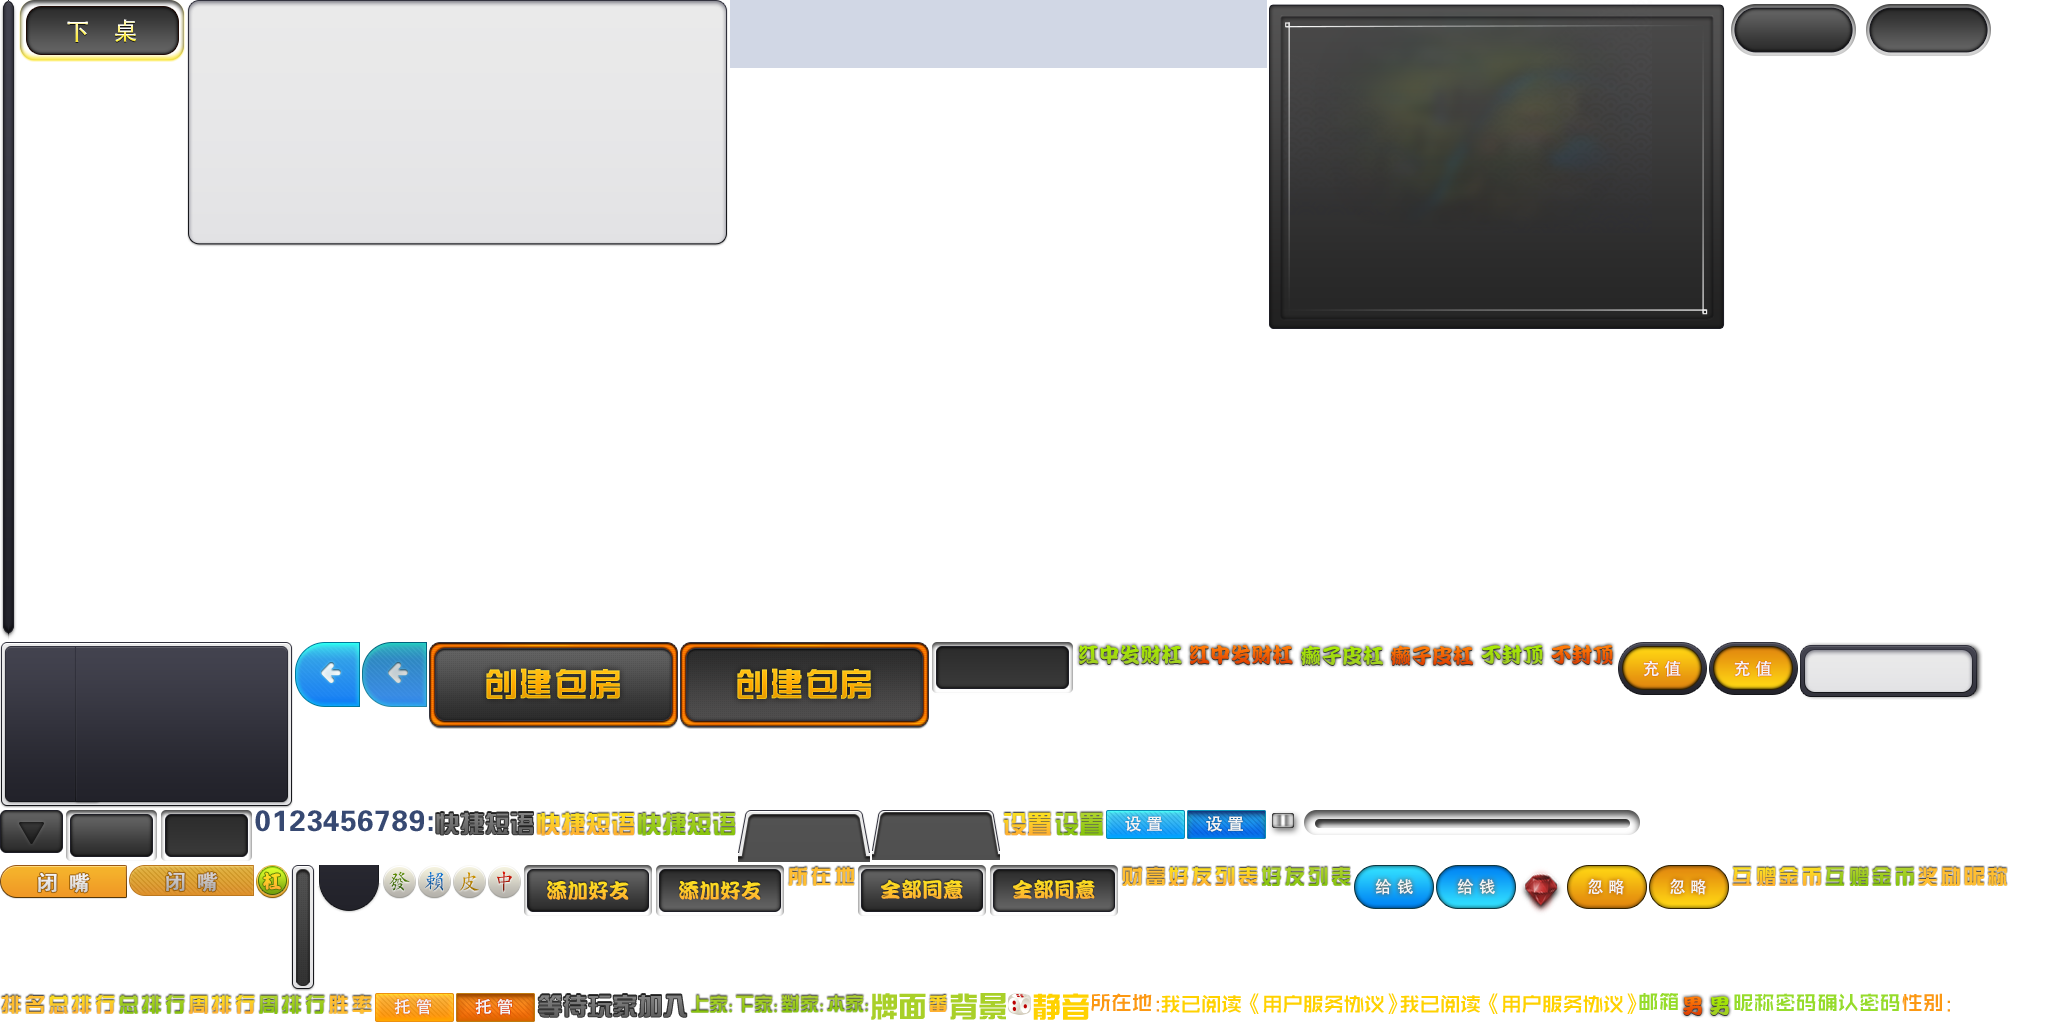 下 桌
创建包房 创建包房 红中发财杠 红中发财杠 癞子皮杠 癞子皮杠 不封顶 不封顶 充值 充值
0123456789: 快捷短语 快捷短语 快捷短语 设置 设置 设置 设置
闭嘴 闭嘴 杠 發 賴 皮 中 添加好友 添加好友 所在地 全部同意 全部同意 财富 好友列表 好友列表 给钱 给钱 忽略 忽略 互赠金币 互赠金币 奖励 昵称
排名 总排行 总排行 周排行 周排行 胜率 托管 托管 等待玩家加入 上家: 下家: 剩家: 本家: 牌面 番 背景 静音 所在地: 我已阅读《用户服务协议》 我已阅读《用户服务协议》 邮箱 男 男 昵称 密码 确认密码 性别: